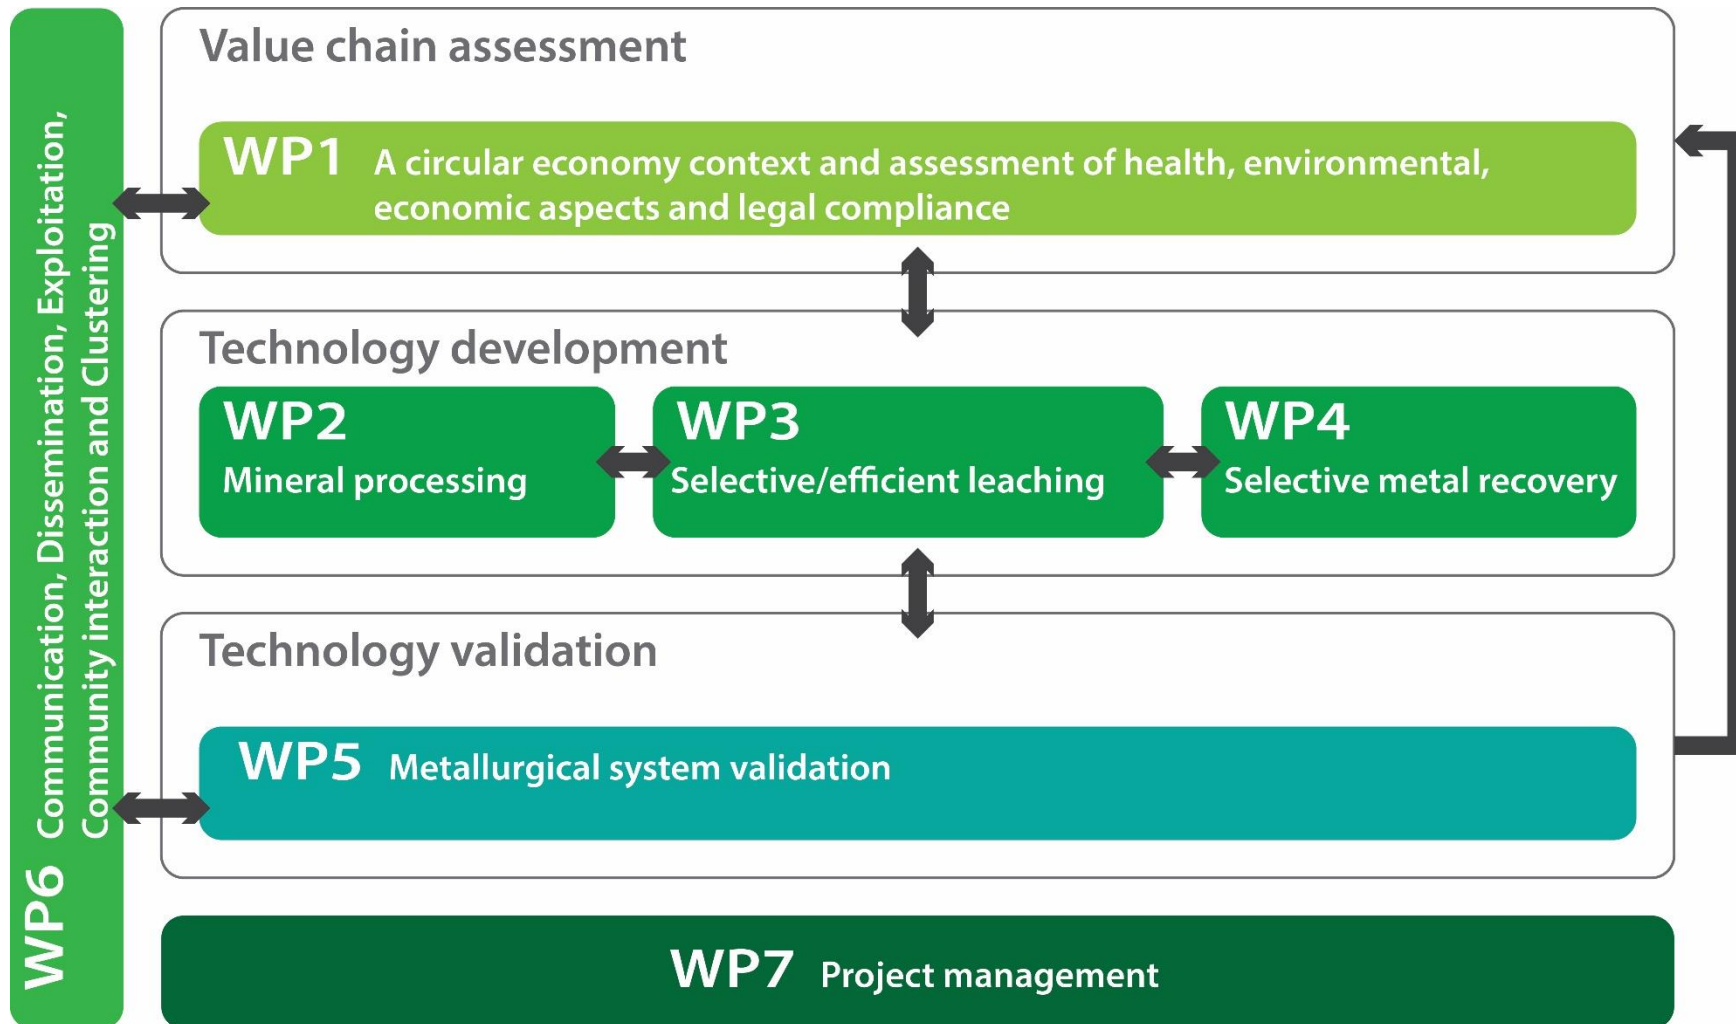 Value chain assessment
WP1 A circular economy context and assessment of health, environmental,
economic aspects and legal compliance
Technology development
WP2
Mineral processing
WP3
Selective/efficient leaching
WP4
Selective metal recovery
Technology validation
WP5 Metallurgical system validation
WP6 Communication, Dissemination, Exploitation,
Community interaction and Clustering
WP7 Project management